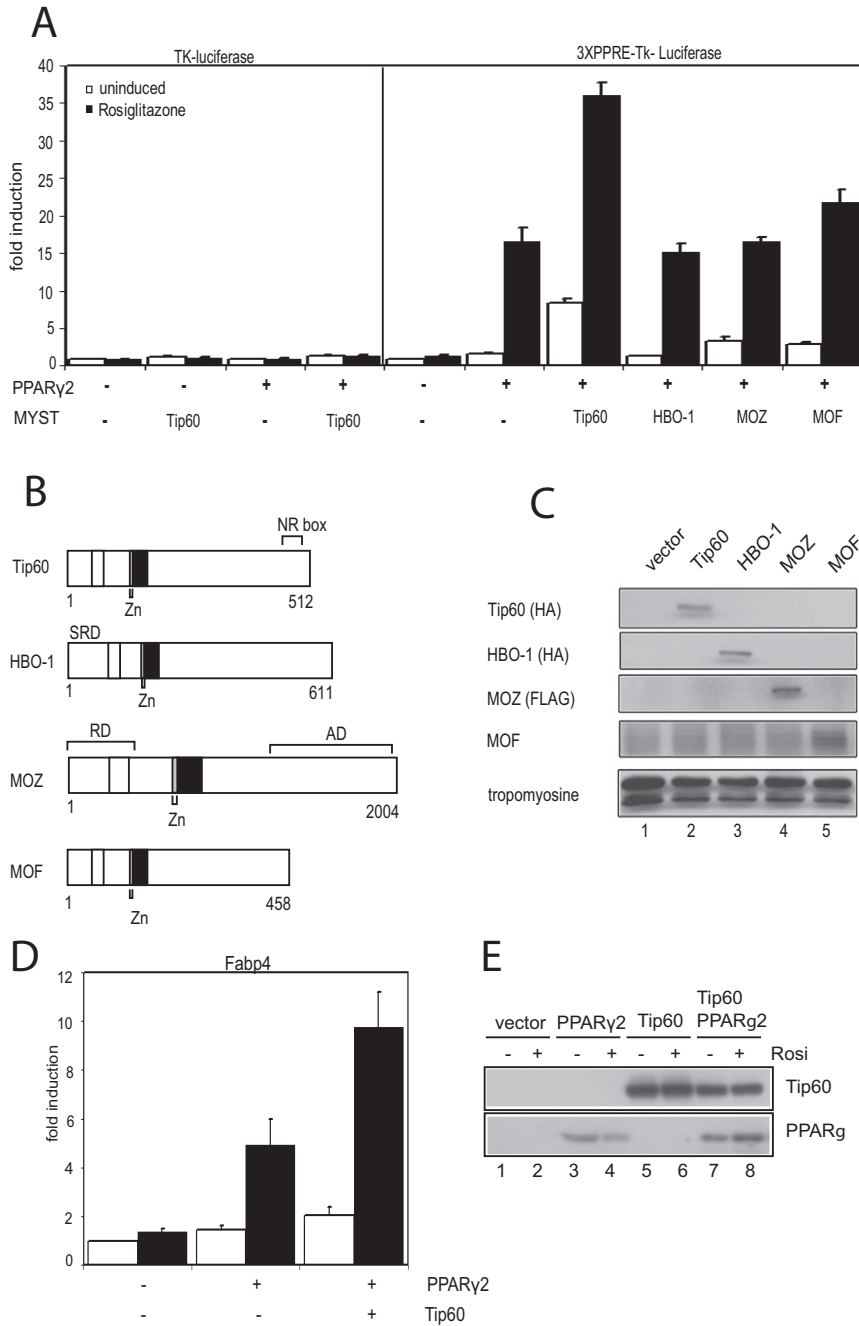 A
TK-luciferase 3XPPRE-Tk- Luciferase
40
35
30
25
20
15
10
5
0
fold induction
uninduced
Rosiglitazone
PPARγ2 - - + + - + + + + +
MYST - Tip60 - Tip60 - - Tip60 HBO-1 MOZ MOF
B
NR box
Tip60
1 Zn 512
SRD
HBO-1
1 Zn 611
RD AD
MOZ
1 Zn 2004
MOF
1 Zn 458
C
vector Tip60 HBO-1 MOZ MOF
Tip60 (HA)
HBO-1 (HA)
MOZ (FLAG)
MOF
tropomyosine
1 2 3 4 5
D
Fabp4
12
10
8
6
4
2
0
fold induction
- + + PPARγ2
- - + Tip60
E
vector PPARγ2 Tip60 Tip60 PPARg2
- + - + - + - + Rosi
Tip60
PPARg
1 2 3 4 5 6 7 8